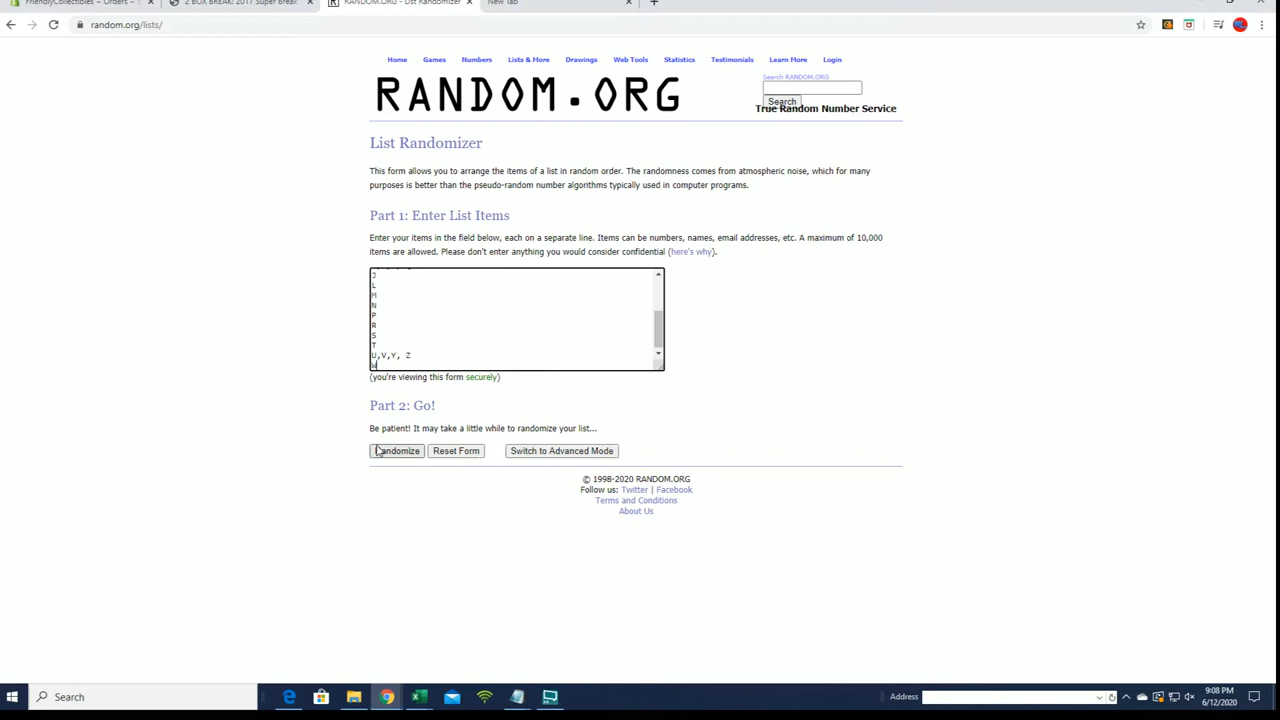 FriendlyCollectibles – Orders –
2 BOX BREAK: 2017 Super Break
RANDOM.ORG - List Randomizer
New Tab
random.org/lists/
Home Games Numbers Lists & More Drawings Web Tools Statistics Testimonials Learn More Login
RANDOM.ORG
Search RANDOM.ORG
Search
True Random Number Service
List Randomizer
This form allows you to arrange the items of a list in random order. The randomness comes from atmospheric noise, which for many
purposes is better than the pseudo-random number algorithms typically used in computer programs.
Part 1: Enter List Items
Enter your items in the field below, each on a separate line. Items can be numbers, names, email addresses, etc. A maximum of 10,000
items are allowed. Please don't enter anything you would consider confidential (here's why).
J
L
M
N
P
R
S
T
U,V,Y, Z
W
(you're viewing this form securely)
Part 2: Go!
Be patient! It may take a little while to randomize your list...
Randomize Reset Form Switch to Advanced Mode
© 1998-2020 RANDOM.ORG
Follow us: Twitter | Facebook
Terms and Conditions
About Us
Search
Address
9:08 PM
6/12/2020